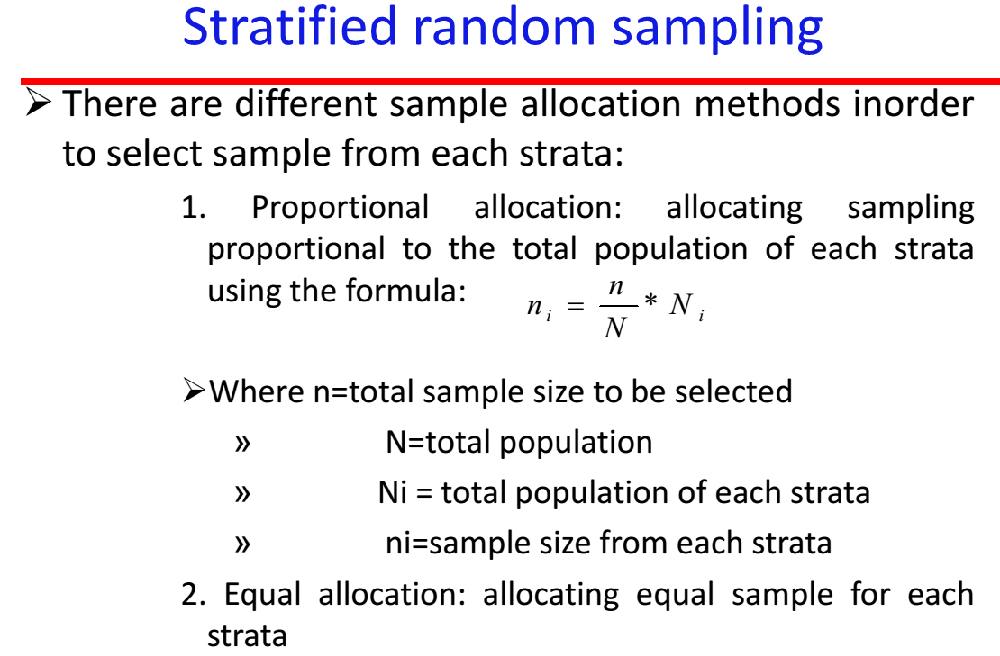 Stratified random sampling
➢ There are different sample allocation methods inorder
to select sample from each strata:
1. Proportional allocation: allocating sampling
proportional to the total population of each strata
using the formula: n_i = n/N * N_i
➢Where n=total sample size to be selected
» N=total population
» Ni = total population of each strata
» ni=sample size from each strata
2. Equal allocation: allocating equal sample for each
strata